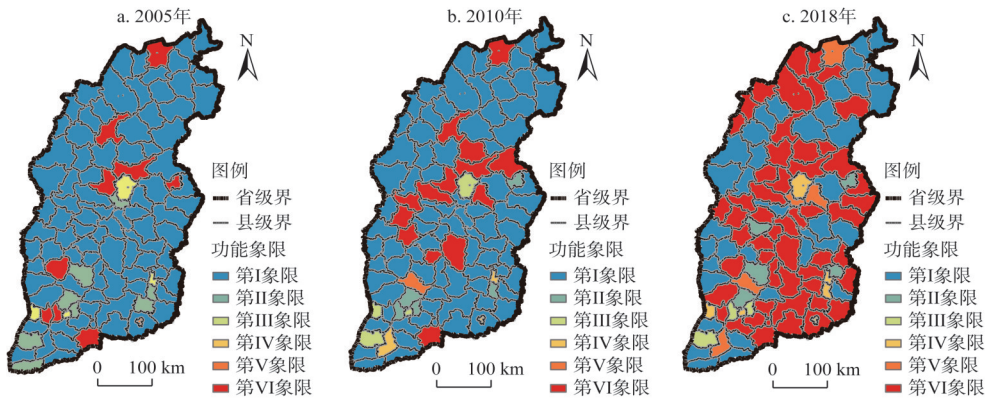 a. 2005年
N
图例
省级界
县级界
功能象限
第I象限
第II象限
第III象限
第IV象限
第V象限
第VI象限
0 100 km
b. 2010年
N
图例
省级界
县级界
功能象限
第I象限
第II象限
第III象限
第IV象限
第V象限
第VI象限
0 100 km
c. 2018年
N
图例
省级界
县级界
功能象限
第I象限
第II象限
第III象限
第IV象限
第V象限
第VI象限
0 100 km